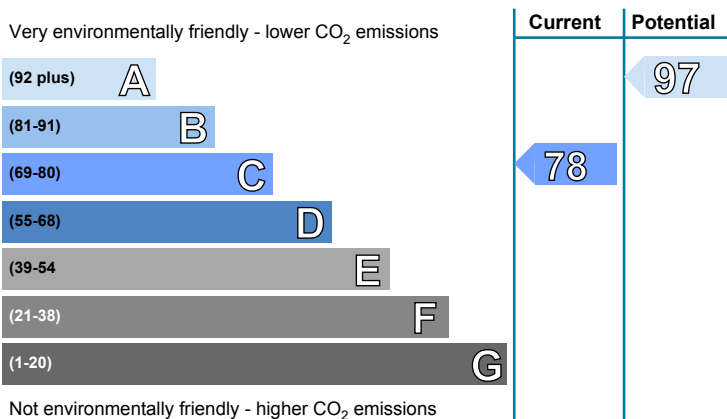 Current Potential
Very environmentally friendly - lower CO2 emissions
(92 plus) A 97
(81-91) B
(69-80) C 78
(55-68) D
(39-54 E
(21-38) F
(1-20) G
Not environmentally friendly - higher CO2 emissions